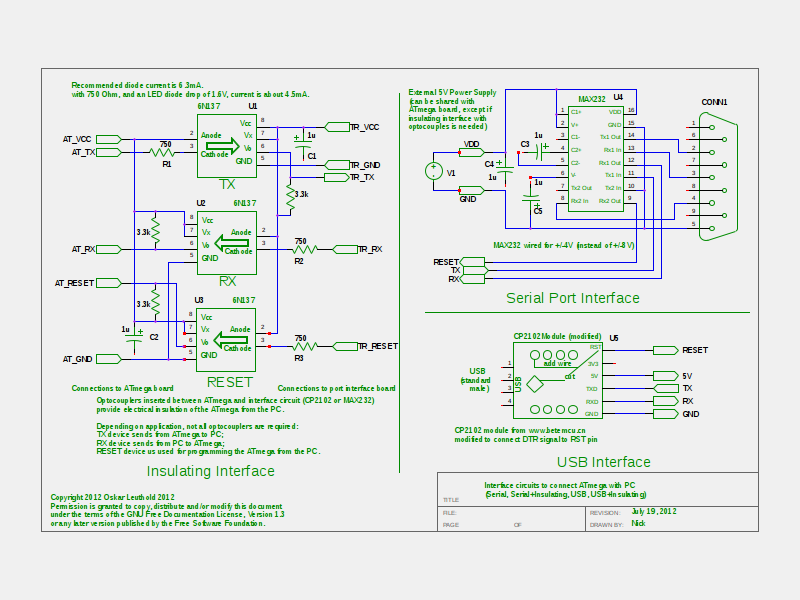 Recommended diode current is 6.3mA.
with 750 Ohm, and an LED diode drop of 1.6V, current is about 4.5mA.
6N137 U1
Vcc 8
2 Anode Vx 7
3 Cathode Vo 6
GND 5
TX
AT_VCC
AT_TX
750
R1
1u
C1
TR_VCC
TR_GND
TR_TX
3.3k
U2
8 Vcc
7 Vx Anode 2
6 Vo Cathode 3
5 GND
RX
3.3k
AT_RX
750
R2
TR_RX
AT_RESET
3.3k
U3 6N137
8 Vcc
7 Vx Anode 2
6 Vo Cathode 3
5 GND
RESET
1u
C2
AT_GND
750
R3
TR_RESET
Connections to ATmega board
Connections to port interface board
Optocouplers inserted between ATmega and interface circuit (CP2102 or MAX232)
provide electrical insulation of the ATmega from the PC.
Depending on application, not all optocouplers are required:
TX device sends from ATmega to PC;
RX device sends from PC to ATmega;
RESET device us used for programming the ATmega from the PC.
Insulating Interface
Copyright 2012 Oskar Leuthold 2012
Permission is granted to copy, distribute and/or modify this document
under the terms of the GNU Free Documentation License, Version 1.3
or any later version published by the Free Software Foundation.
External 5V Power Supply
(can be shared with
ATmega board, except if
insulating interface with
optocouples is needed)
VDD
V1
GND
C4
1u
1u
C3
1u
C5
MAX232 U4
1 C1+ VDD 16
2 V+ GND 15
3 C1- Tx1 Out 14
4 C2+ Rx1 In 13
5 C2- Rx1 Out 12
6 V- Tx1 In 11
7 Tx2 Out Tx2 In 10
8 Rx2 In Rx2 Out 9
CONN1
1
6
2
7
3
8
4
9
5
MAX232 wired for +/-4V (instead of +/-8V)
RESET
TX
RX
Serial Port Interface
CP2102 Module (modified) U5
USB
(standard
male)
1
2
3
4
USB
add wire
cut
RST
3V3
5V
TXD
RXD
GND
RESET
5V
TX
RX
GND
CP2102 module from www.betemcu.cn
modified to connect DTR signal to RST pin
USB Interface
Interface circuits to connect ATmega with PC
(Serial, Serial+Insulating, USB, USB+Insulating)
TITLE
FILE: REVISION: July 19, 2012
PAGE OF DRAWN BY: Nick